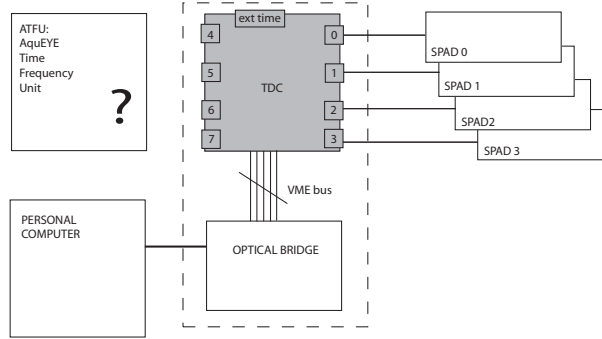 ATFU:
AquEYE
Time
Frequency
Unit
?
ext time
4
0
5
1
TDC
6
2
7
3
SPAD 0
SPAD 1
SPAD2
SPAD 3
VME bus
PERSONAL
COMPUTER
OPTICAL BRIDGE